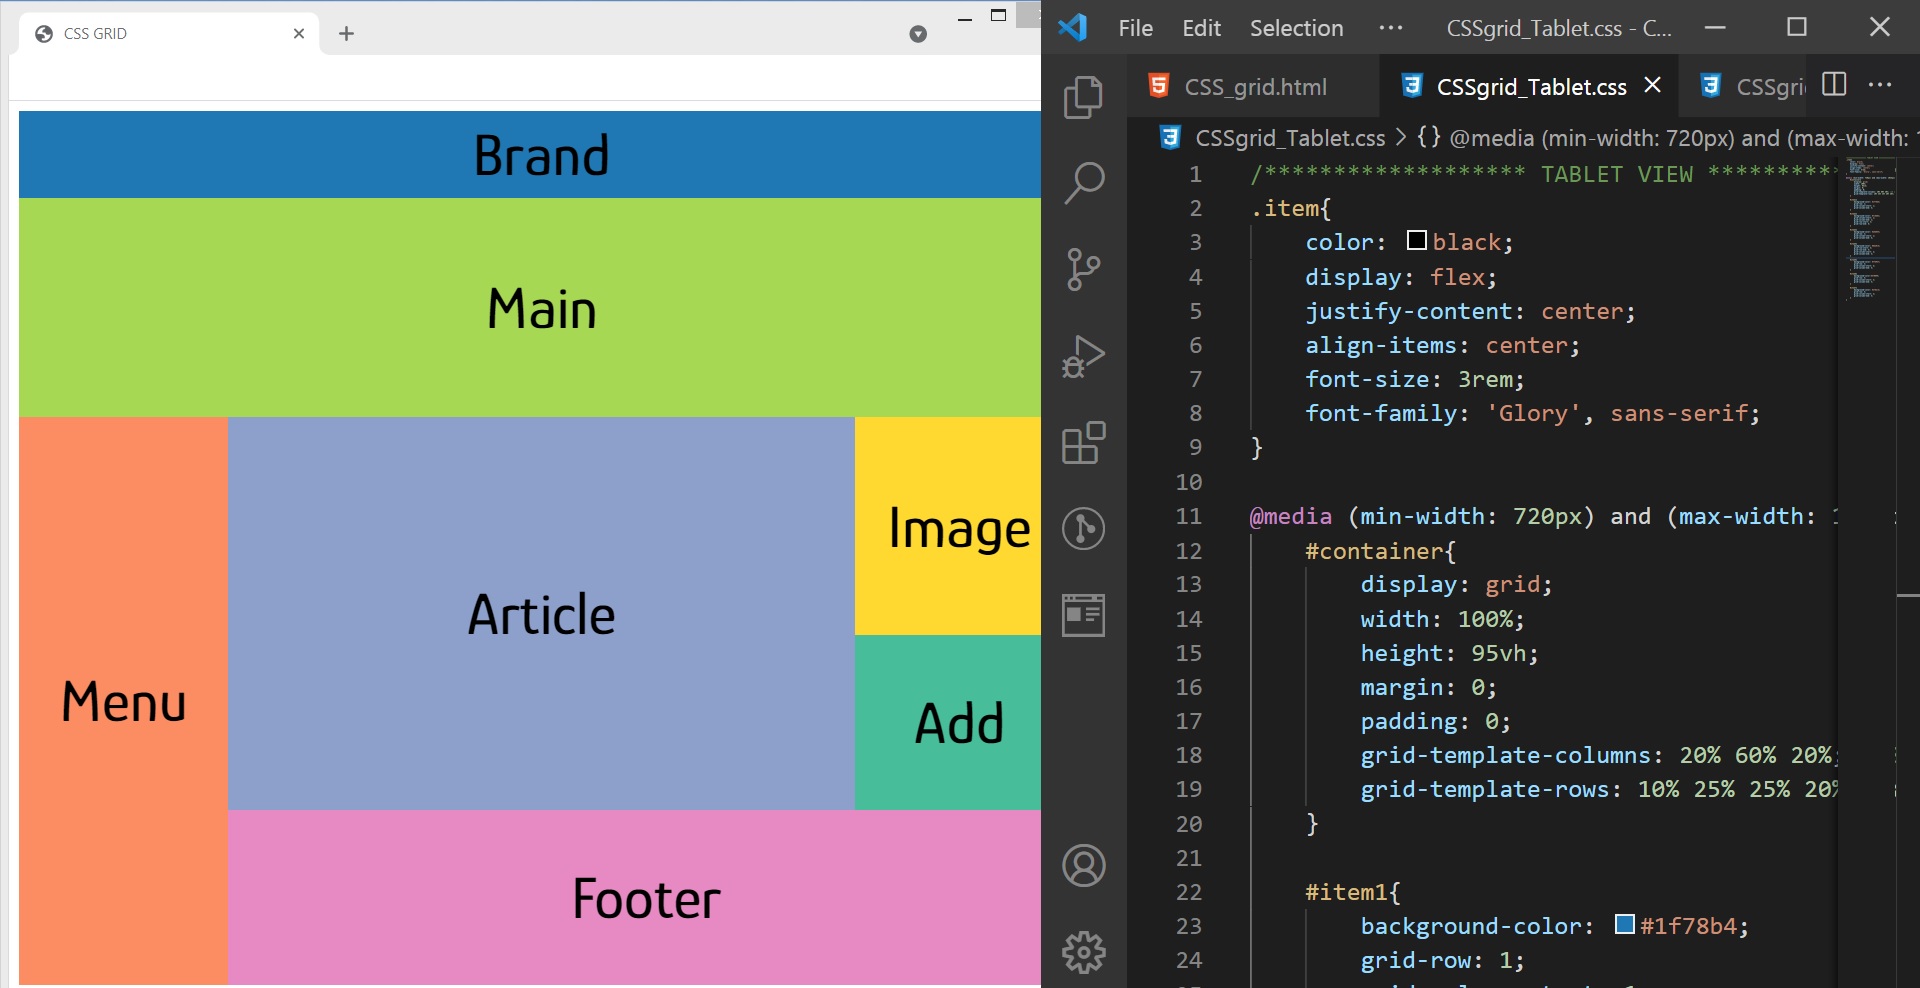 CSS GRID
Brand
Main
Menu
Article
Image
Add
Footer
File Edit Selection ··· CSSgrid_Tablet.css - C...
CSS_grid.html CSSgrid_Tablet.css CSSgri
CSSgrid_Tablet.css > {} @media (min-width: 720px) and (max-width:
1 /******************* TABLET VIEW **********
2 .item{
3 color: black;
4 display: flex;
5 justify-content: center;
6 align-items: center;
7 font-size: 3rem;
8 font-family: 'Glory', sans-serif;
9 }
10
11 @media (min-width: 720px) and (max-width:
12 #container{
13 display: grid;
14 width: 100%;
15 height: 95vh;
16 margin: 0;
17 padding: 0;
18 grid-template-columns: 20% 60% 20%;
19 grid-template-rows: 10% 25% 25% 20%
20 }
21
22 #item1{
23 background-color: #1f78b4;
24 grid-row: 1;